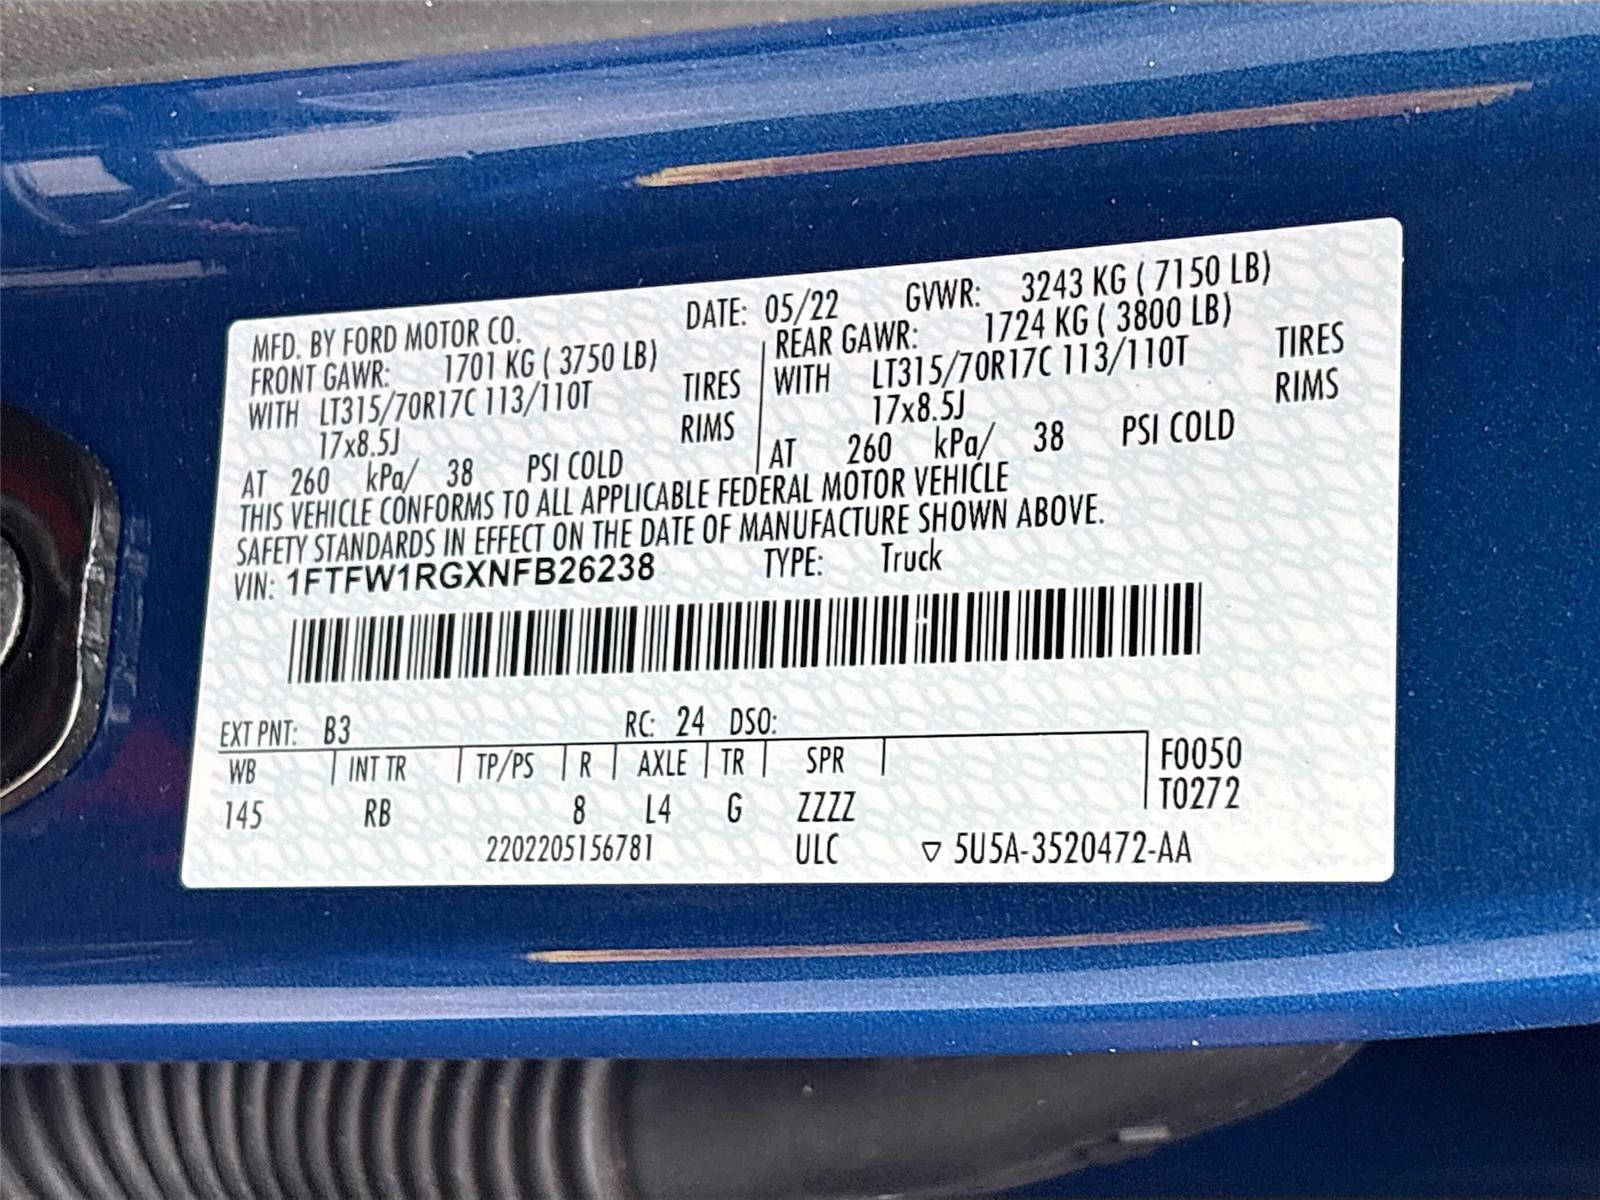 MFD. BY FORD MOTOR CO. DATE: 05/22 GVWR: 3243 KG ( 7150 LB)
FRONT GAWR: 1701 KG ( 3750 LB) REAR GAWR: 1724 KG ( 3800 LB)
WITH LT315/70R17C 113/110T TIRES WITH LT315/70R17C 113/110T TIRES
17x8.5J RIMS 17x8.5J RIMS
AT 260 kPa/ 38 PSI COLD AT 260 kPa/ 38 PSI COLD
THIS VEHICLE CONFORMS TO ALL APPLICABLE FEDERAL MOTOR VEHICLE
SAFETY STANDARDS IN EFFECT ON THE DATE OF MANUFACTURE SHOWN ABOVE.
VIN: 1FTFW1RGXNFB26238 TYPE: Truck
EXT PNT: B3 RC: 24 DSO:
WB INT TR TP/PS R AXLE TR SPR F0050
145 RB 8 L4 G ZZZZ T0272
2202205156781 ULC ▽ 5U5A-3520472-AA